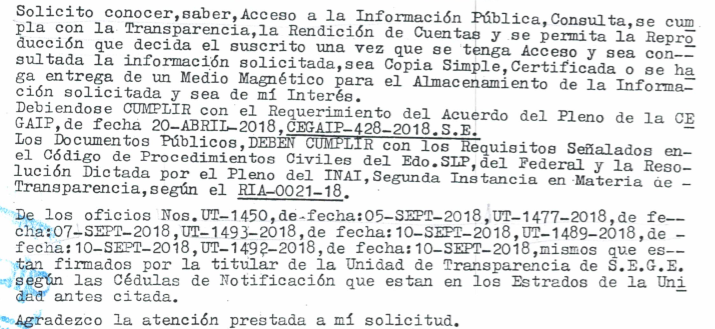 Solicito conocer,saber,Acceso a la Información Pública,Consulta,se cum
pla con la Transparencia,la Rendición de Cuentas y se permita la Repro
ducción que decida el suscrito una vez que se tenga Acceso y sea con--
sultada la información solicitada,sea Copia Simple,Certificada o se ha
ga entrega de un Medio Magnético para el Almacenamiento de la Informa-
ción solicitada y sea de mí Interés.
Debiendose CUMPLIR con el Requerimiento del Acuerdo del Pleno de la CE
GAIP,de fecha 20-ABRIL-2018,CEGAIP-428-2018.S.E.
Los Documentos Públicos,DEBEN CUMPLIR con los Requisitos Señalados en-
el Código de Procedimientos Civiles del Edo.SLP,del Federal y la Reso-
lución Dictada por el Pleno del INAI,Segunda Instancia en Materia de -
Transparencia,según el RIA-0021-18.
De los oficios Nos.UT-1450,de-fecha:05-SEPT-2018,UT-1477-2018,de fe--
cha:07-SEPT-2018,UT-1493-2018,de fecha:10-SEPT-2018,UT-1489-2018,de -
fecha:10-SEPT-2018,UT-1492-2018,de fecha:10-SEPT-2018,mismos que es--
tan firmados por la titular de la Unidad de Transparencia de S.E.G.E.
según las Cédulas de Notificación que estan en los Estrados de la Uni
dad antes citada.
Agradezco la atención prestada a mí solicitud.